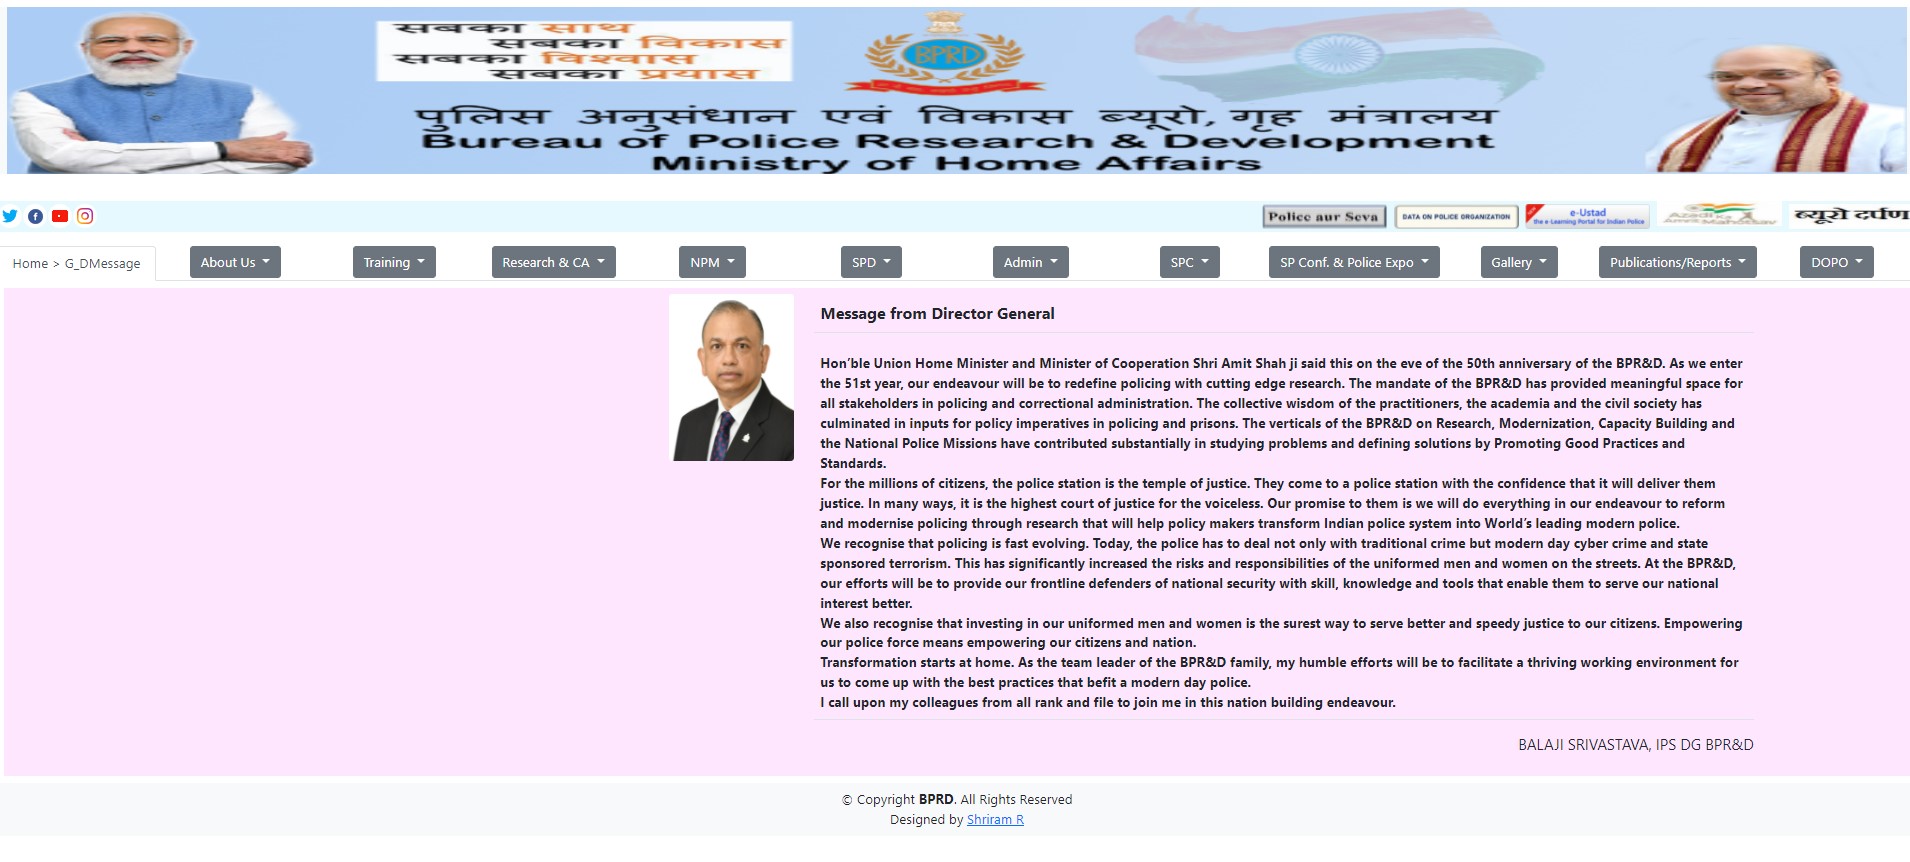 सबका साथ
सबका विकास
सबका विश्वास
सबका प्रयास
BPRD
पुलिस अनुसंधान एवं विकास ब्यूरो, गृह मंत्रालय
Bureau of Police Research & Development
Ministry of Home Affairs
Police aur Seva
DATA ON POLICE ORGANIZATION
e-Ustad
the e-Learning Portal for Indian Police
Azadi Ka
Amrit Mahotsav
ब्यूरो दर्पण
Home > G_DMessage
About Us
Training
Research & CA
NPM
SPD
Admin
SPC
SP Conf. & Police Expo
Gallery
Publications/Reports
DOPO
Message from Director General
Hon’ble Union Home Minister and Minister of Cooperation Shri Amit Shah ji said this on the eve of the 50th anniversary of the BPR&D. As we enter
the 51st year, our endeavour will be to redefine policing with cutting edge research. The mandate of the BPR&D has provided meaningful space for
all stakeholders in policing and correctional administration. The collective wisdom of the practitioners, the academia and the civil society has
culminated in inputs for policy imperatives in policing and prisons. The verticals of the BPR&D on Research, Modernization, Capacity Building and
the National Police Missions have contributed substantially in studying problems and defining solutions by Promoting Good Practices and
Standards.
For the millions of citizens, the police station is the temple of justice. They come to a police station with the confidence that it will deliver them
justice. In many ways, it is the highest court of justice for the voiceless. Our promise to them is we will do everything in our endeavour to reform
and modernise policing through research that will help policy makers transform Indian police system into World’s leading modern police.
We recognise that policing is fast evolving. Today, the police has to deal not only with traditional crime but modern day cyber crime and state
sponsored terrorism. This has significantly increased the risks and responsibilities of the uniformed men and women on the streets. At the BPR&D,
our efforts will be to provide our frontline defenders of national security with skill, knowledge and tools that enable them to serve our national
interest better.
We also recognise that investing in our uniformed men and women is the surest way to serve better and speedy justice to our citizens. Empowering
our police force means empowering our citizens and nation.
Transformation starts at home. As the team leader of the BPR&D family, my humble efforts will be to facilitate a thriving working environment for
us to come up with the best practices that befit a modern day police.
I call upon my colleagues from all rank and file to join me in this nation building endeavour.
BALAJI SRIVASTAVA, IPS DG BPR&D
© Copyright BPRD. All Rights Reserved
Designed by Shriram R